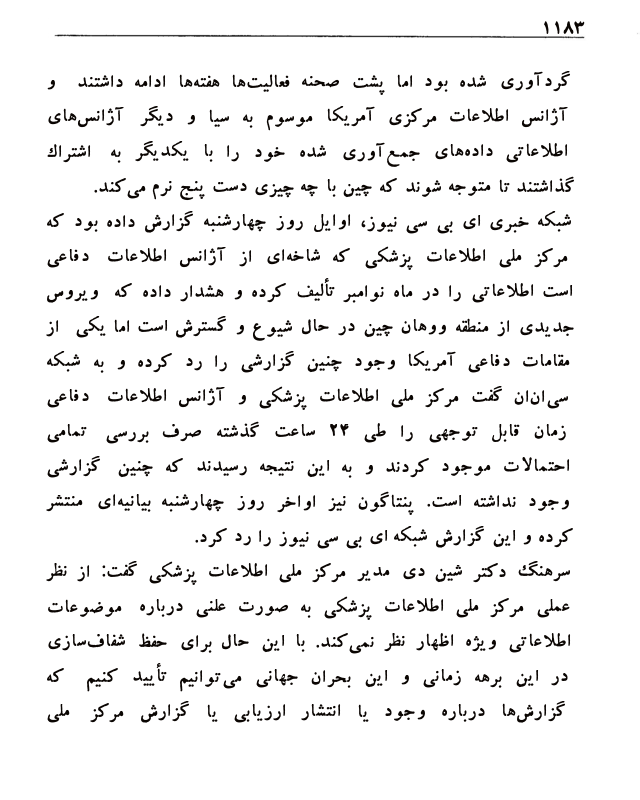 ۱۱۸۳
گردآوری شده بود اما پشت صحنه فعالیت‌ها هفته‌ها ادامه داشتند و
آژانس اطلاعات مرکزی آمریکا موسوم به سیا و دیگر آژانس‌های
اطلاعاتی داده‌های جمع‌آوری شده خود را با یکدیگر به اشتراك
گذاشتند تا متوجه شوند که چین با چه چیزی دست پنج نرم می‌کند.
شبکه خبری ای بی سی نیوز، اوایل روز چهارشنبه گزارش داده بود که
مرکز ملی اطلاعات پزشکی که شاخه‌ای از آژانس اطلاعات دفاعی
است اطلاعاتی را در ماه نوامبر تألیف کرده و هشدار داده که ویروس
جدیدی از منطقه ووهان چین در حال شیوع و گسترش است اما یکی از
مقامات دفاعی آمریکا وجود چنین گزارشی را رد کرده و به شبکه
سی‌ان‌ان گفت مرکز ملی اطلاعات پزشکی و آژانس اطلاعات دفاعی
زمان قابل توجهی را طی ۲۴ ساعت گذشته صرف بررسی تمامی
احتمالات موجود کردند و به این نتیجه رسیدند که چنین گزارشی
وجود نداشته است. پنتاگون نیز اواخر روز چهارشنبه بیانیه‌ای منتشر
کرده و این گزارش شبکه ای بی سی نیوز را رد کرد.
سرهنگ دکتر شین دی مدیر مرکز ملی اطلاعات پزشکی گفت: از نظر
عملی مرکز ملی اطلاعات پزشکی به صورت علنی درباره موضوعات
اطلاعاتی ویژه اظهار نظر نمی‌کند. با این حال برای حفظ شفاف‌سازی
در این برهه زمانی و این بحران جهانی می‌توانیم تأیید کنیم که
گزارش‌ها درباره وجود یا انتشار ارزیابی یا گزارش مرکز ملی